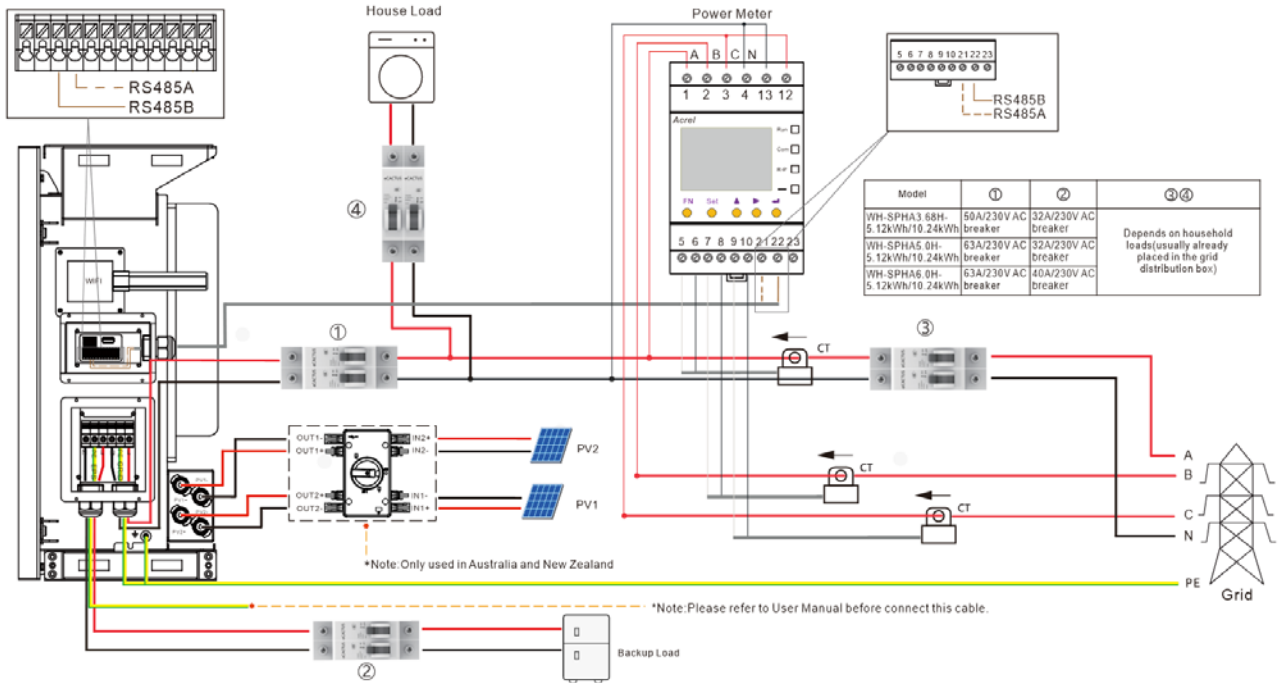 House Load
Power Meter
RS485A
RS485B
A B C N
1 2 3 4 13 12
Acrel
Run
Com
FN Sel
5 6 7 8 9 10 21 22 23
5 6 7 8 9 10 21 22 23
RS485B
RS485A
Model ① ② ③④
WH-SPHA3.68H-
5.12kWh/10.24kWh
50A/230V AC
breaker
32A/230V AC
breaker
WH-SPHA5.0H-
5.12kWh/10.24kWh
63A/230V AC
breaker
32A/230V AC
breaker
WH-SPHA6.0H-
5.12kWh/10.24kWh
63A/230V AC
breaker
40A/230V AC
breaker
Depends on household
loads(usually already
placed in the grid
distribution box)
④
WIFI
①
③
CT
OUT1-
OUT1+
OUT2+
OUT2-
IN2+
IN2-
IN1-
IN1+
PV2
PV1
CT
CT
A
B
C
N
PE
Grid
*Note:Only used in Australia and New Zealand
*Note:Please refer to User Manual before connect this cable.
②
Backup Load